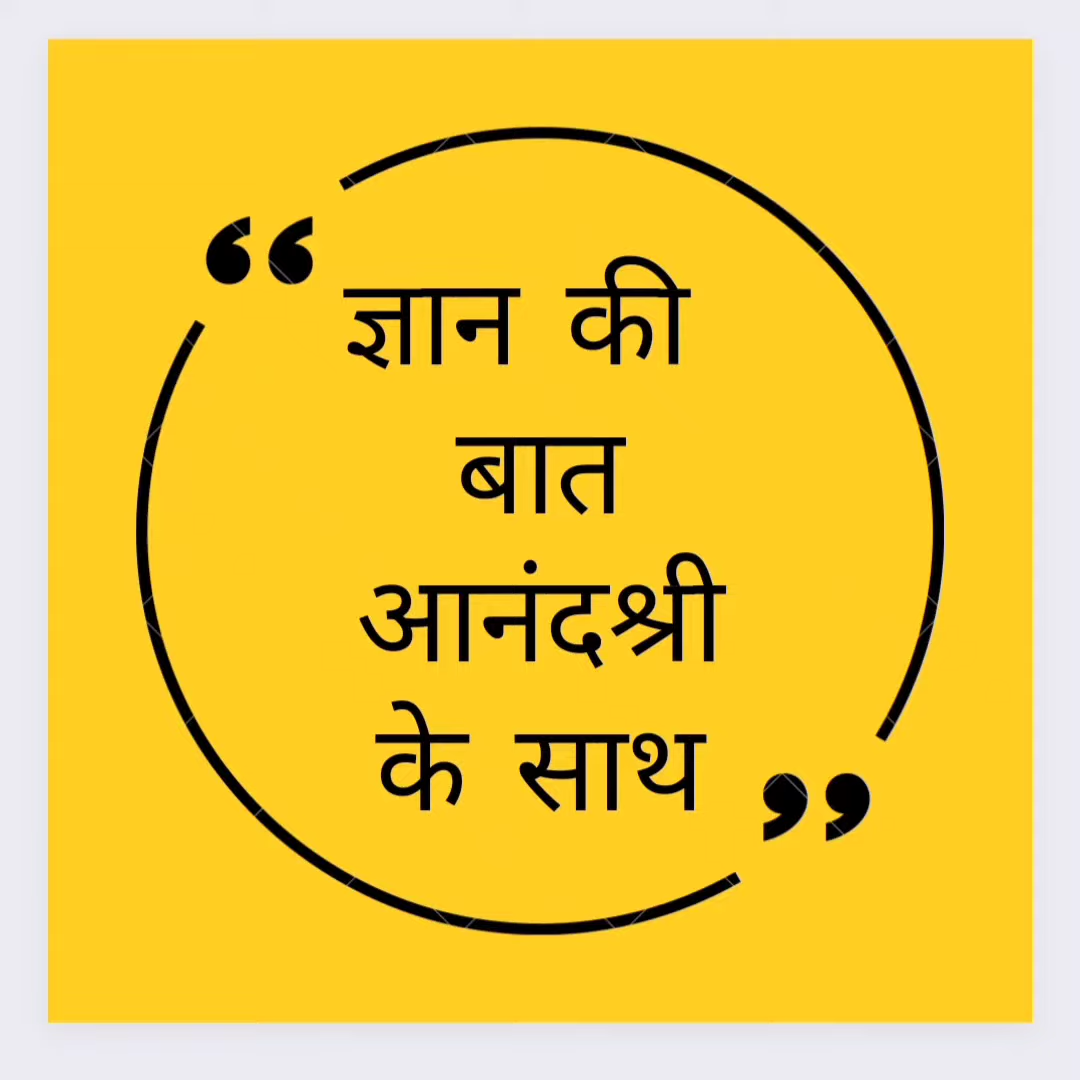 ज्ञान की
बात
आनंदश्री
के साथ